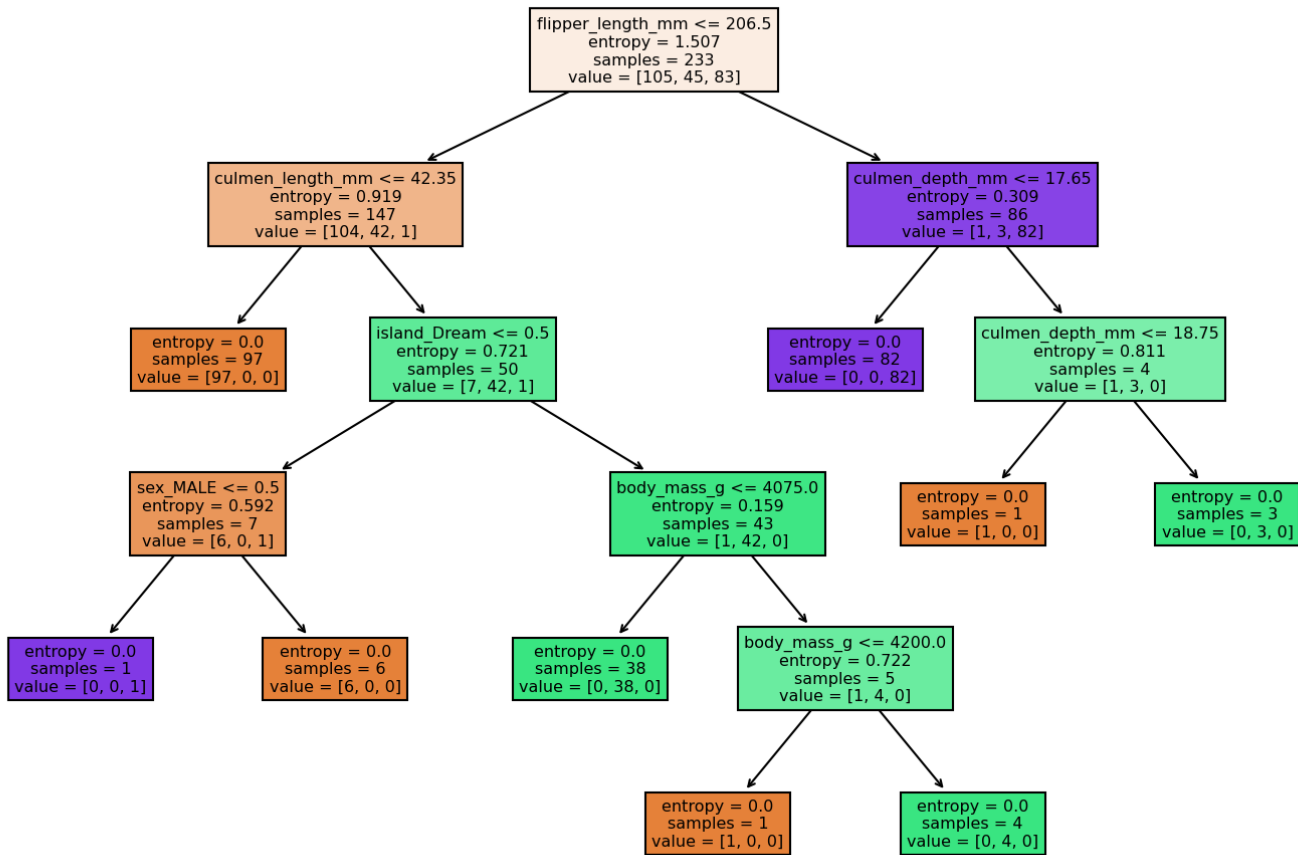 flipper_length_mm <= 206.5
entropy = 1.507
samples = 233
value = [105, 45, 83]
culmen_length_mm <= 42.35
entropy = 0.919
samples = 147
value = [104, 42, 1]
culmen_depth_mm <= 17.65
entropy = 0.309
samples = 86
value = [1, 3, 82]
entropy = 0.0
samples = 97
value = [97, 0, 0]
island_Dream <= 0.5
entropy = 0.721
samples = 50
value = [7, 42, 1]
entropy = 0.0
samples = 82
value = [0, 0, 82]
culmen_depth_mm <= 18.75
entropy = 0.811
samples = 4
value = [1, 3, 0]
sex_MALE <= 0.5
entropy = 0.592
samples = 7
value = [6, 0, 1]
body_mass_g <= 4075.0
entropy = 0.159
samples = 43
value = [1, 42, 0]
entropy = 0.0
samples = 1
value = [1, 0, 0]
entropy = 0.0
samples = 3
value = [0, 3, 0]
entropy = 0.0
samples = 1
value = [0, 0, 1]
entropy = 0.0
samples = 6
value = [6, 0, 0]
entropy = 0.0
samples = 38
value = [0, 38, 0]
body_mass_g <= 4200.0
entropy = 0.722
samples = 5
value = [1, 4, 0]
entropy = 0.0
samples = 1
value = [1, 0, 0]
entropy = 0.0
samples = 4
value = [0, 4, 0]